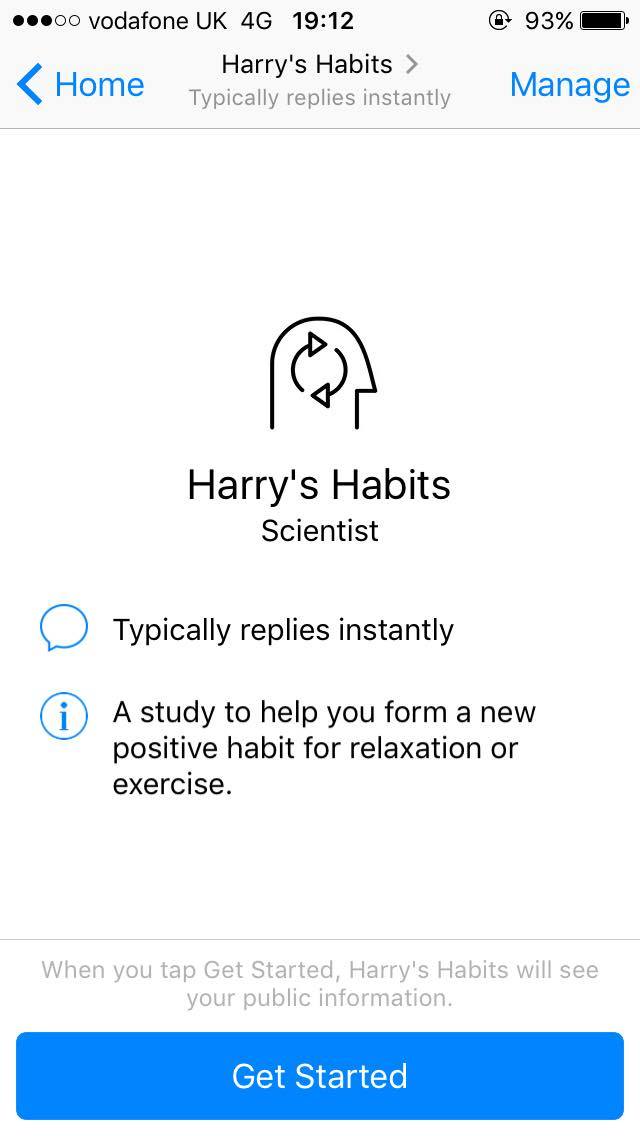 vodafone UK 4G 19:12 93%
Home Harry's Habits Manage
Typically replies instantly
Harry's Habits
Scientist
Typically replies instantly
A study to help you form a new
positive habit for relaxation or
exercise.
When you tap Get Started, Harry's Habits will see
your public information.
Get Started